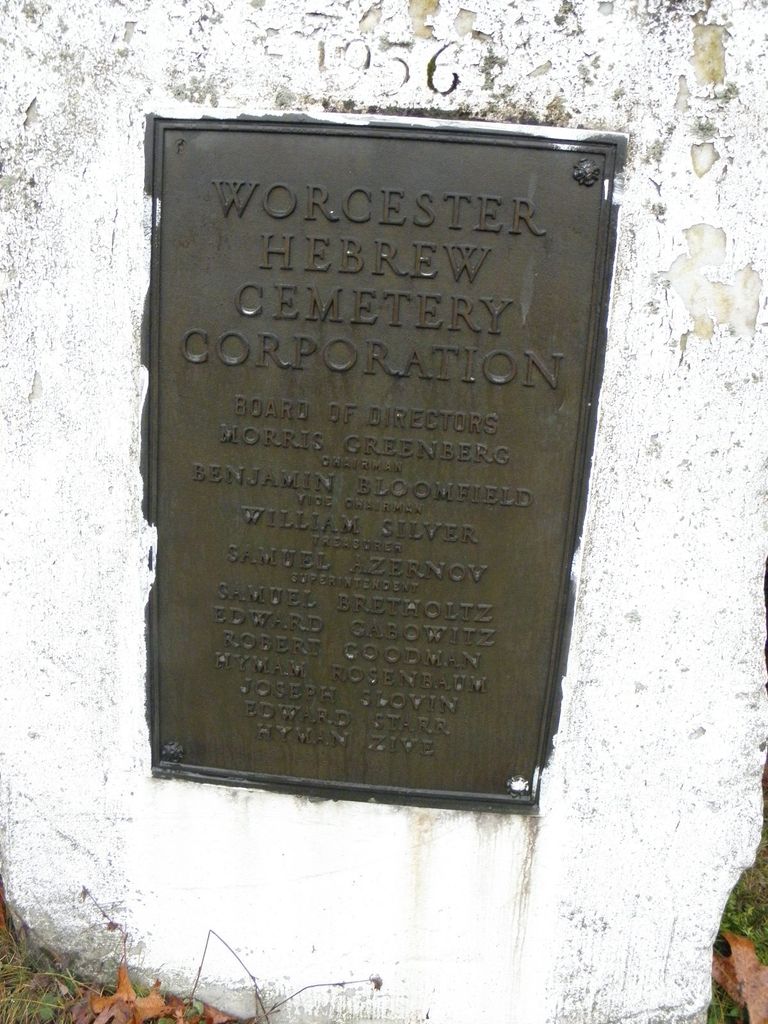 1956
WORCESTER
HEBREW
CEMETERY
CORPORATION
BOARD OF DIRECTORS
MORRIS GREENBERG
CHAIRMAN
BENJAMIN BLOOMFIELD
VICE CHAIRMAN
WILLIAM SILVER
TREASURER
SAMUEL AZERNOV
SUPERINTENDENT
SAMUEL BRETHOLTZ
EDWARD GABOWITZ
ROBERT GOODMAN
HYMAM ROSENBAUM
JOSEPH SLOVIN
EDWARD STARR
HYMAN ZIVE